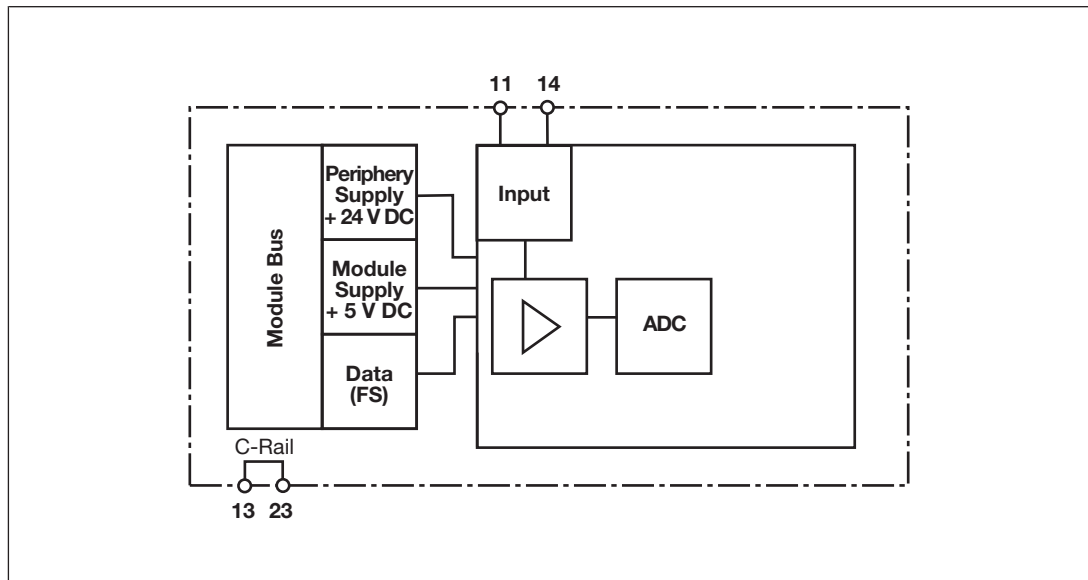 11 14
Periphery
Supply
+ 24 V DC
Input
Module Bus
Module
Supply
+ 5 V DC
ADC
Data
(FS)
C-Rail
13 23